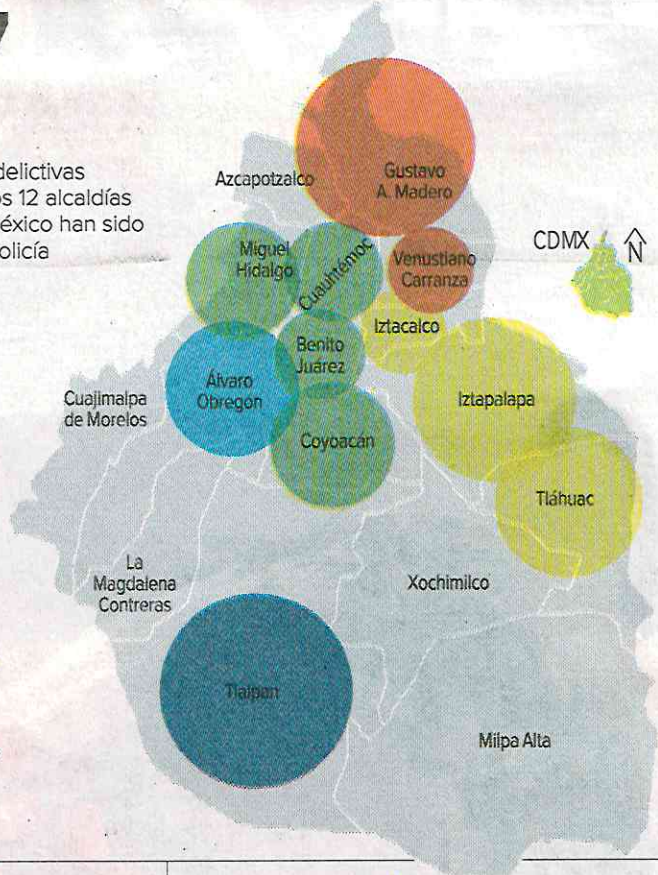 delictivas
os 12 alcaldías
éxico han sido
olicía
Azcapotzalco
Gustavo
A. Madero
Miguel
Hidalgo
Cuauhtémoc
Venustiano
Carranza
CDMX
N
Iztacalco
Benito
Juárez
Cuajimalpa
de Morelos
Álvaro
Obregon
Iztapalapa
Coyoacán
Tláhuac
La
Magdalena
Contreras
Xochimilco
Tlalpan
Milpa Alta